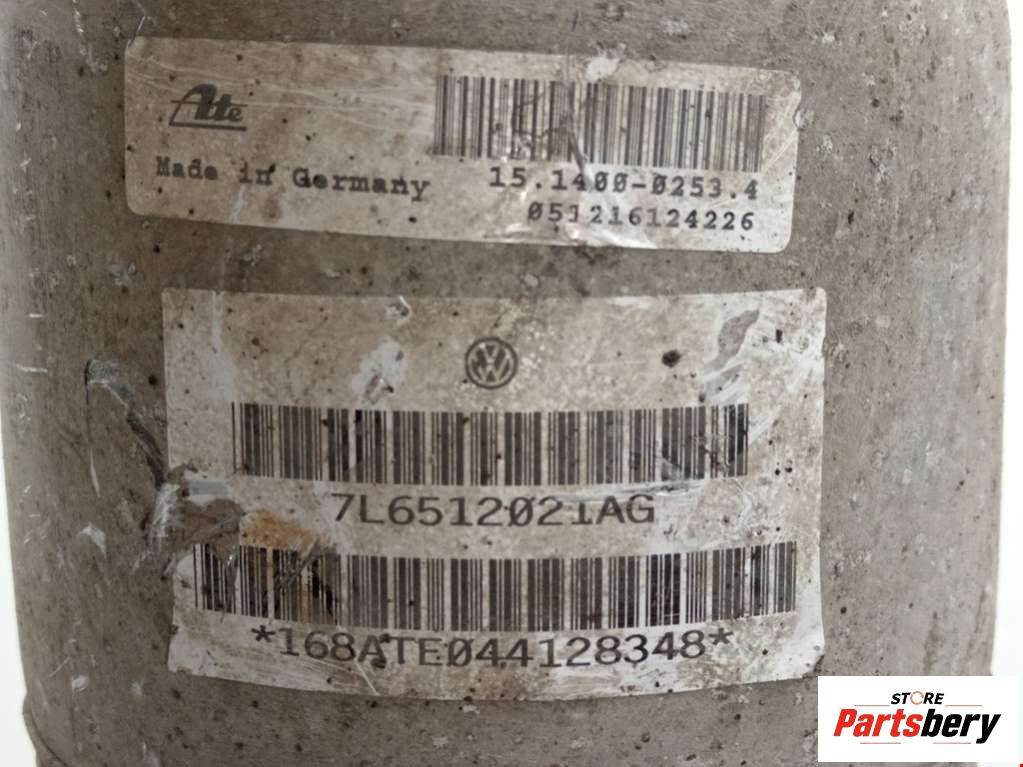 Ate
Made in Germany
15.1400-0253.4
051216124226
7L6512021AG
*168ATE044128348*
STORE
Partsbery